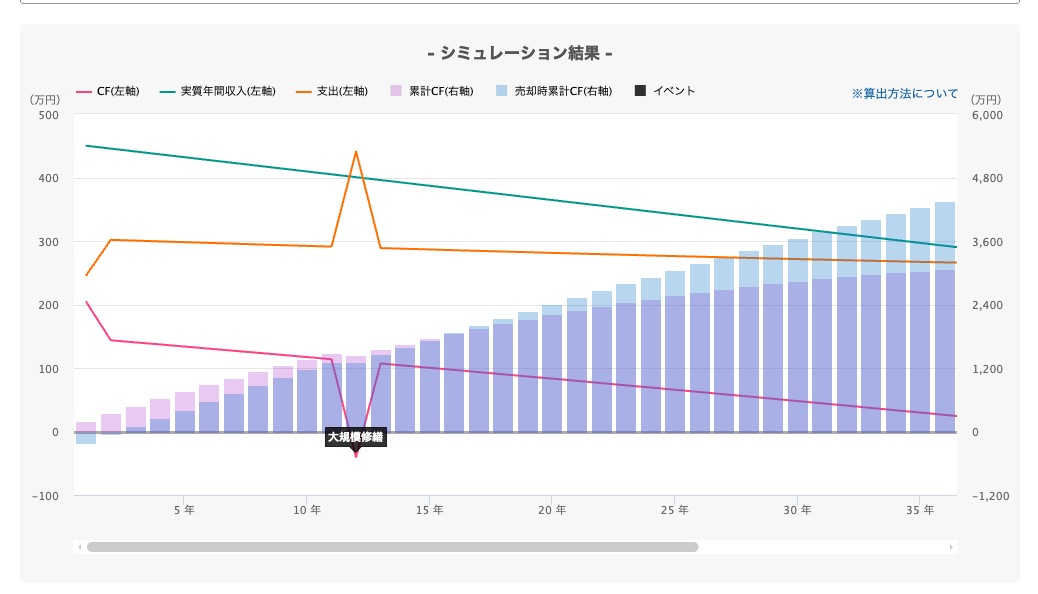 - シミュレーション結果 -
CF(左軸) 実質年間収入(左軸) 支出(左軸) 累計CF(右軸) 売却時累計CF(右軸) イベント
※算出方法について
(万円) (万円)
500 6,000
400 4,800
300 3,600
200 2,400
100 1,200
0 0
大規模修繕
−100 −1,200
5 年 10 年 15 年 20 年 25 年 30 年 35 年